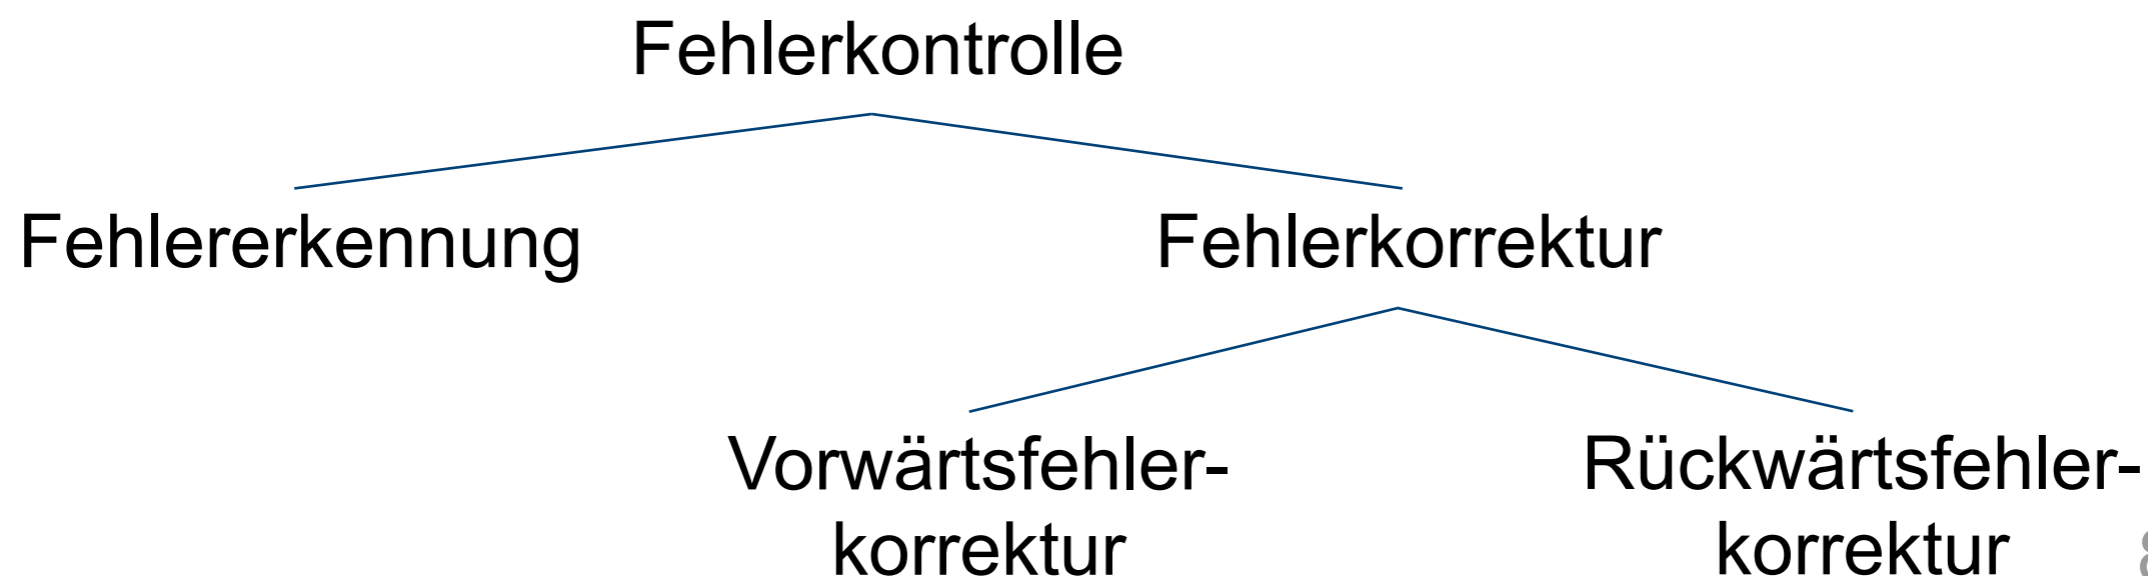 Fehlerkontrolle
Fehlererkennung
Fehlerkorrektur
Vorwärtsfehler-
korrektur
Rückwärtsfehler-
korrektur